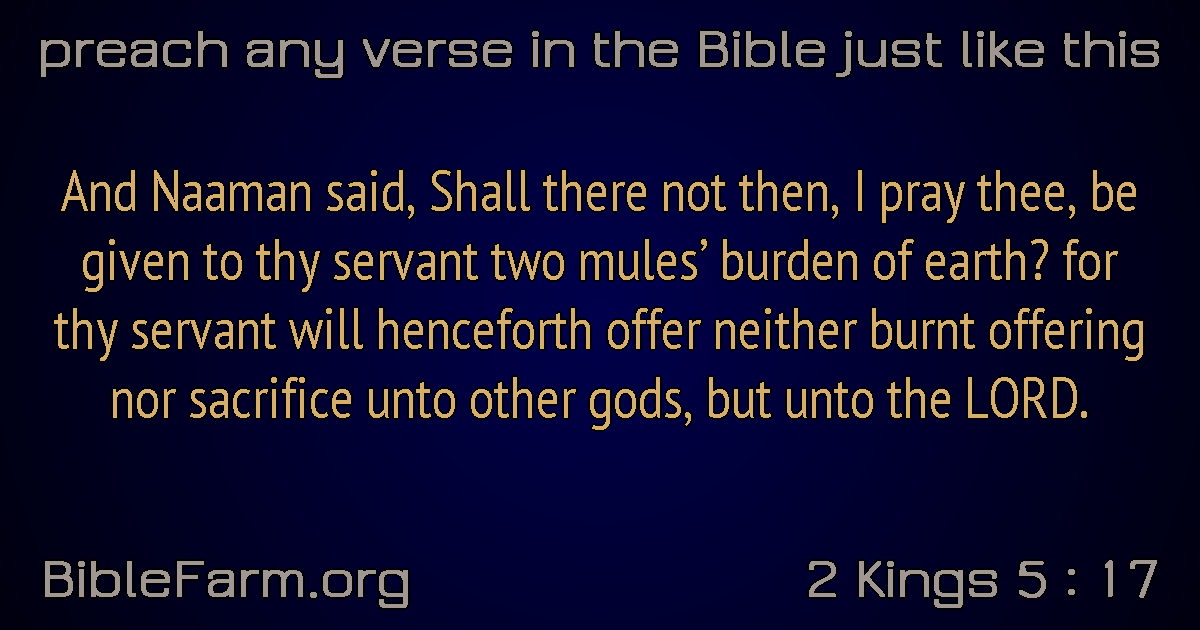 preach any verse in the Bible just like this
And Naaman said, Shall there not then, I pray thee, be
given to thy servant two mules’ burden of earth? for
thy servant will henceforth offer neither burnt offering
nor sacrifice unto other gods, but unto the LORD.
BibleFarm.org
2 Kings 5 : 17